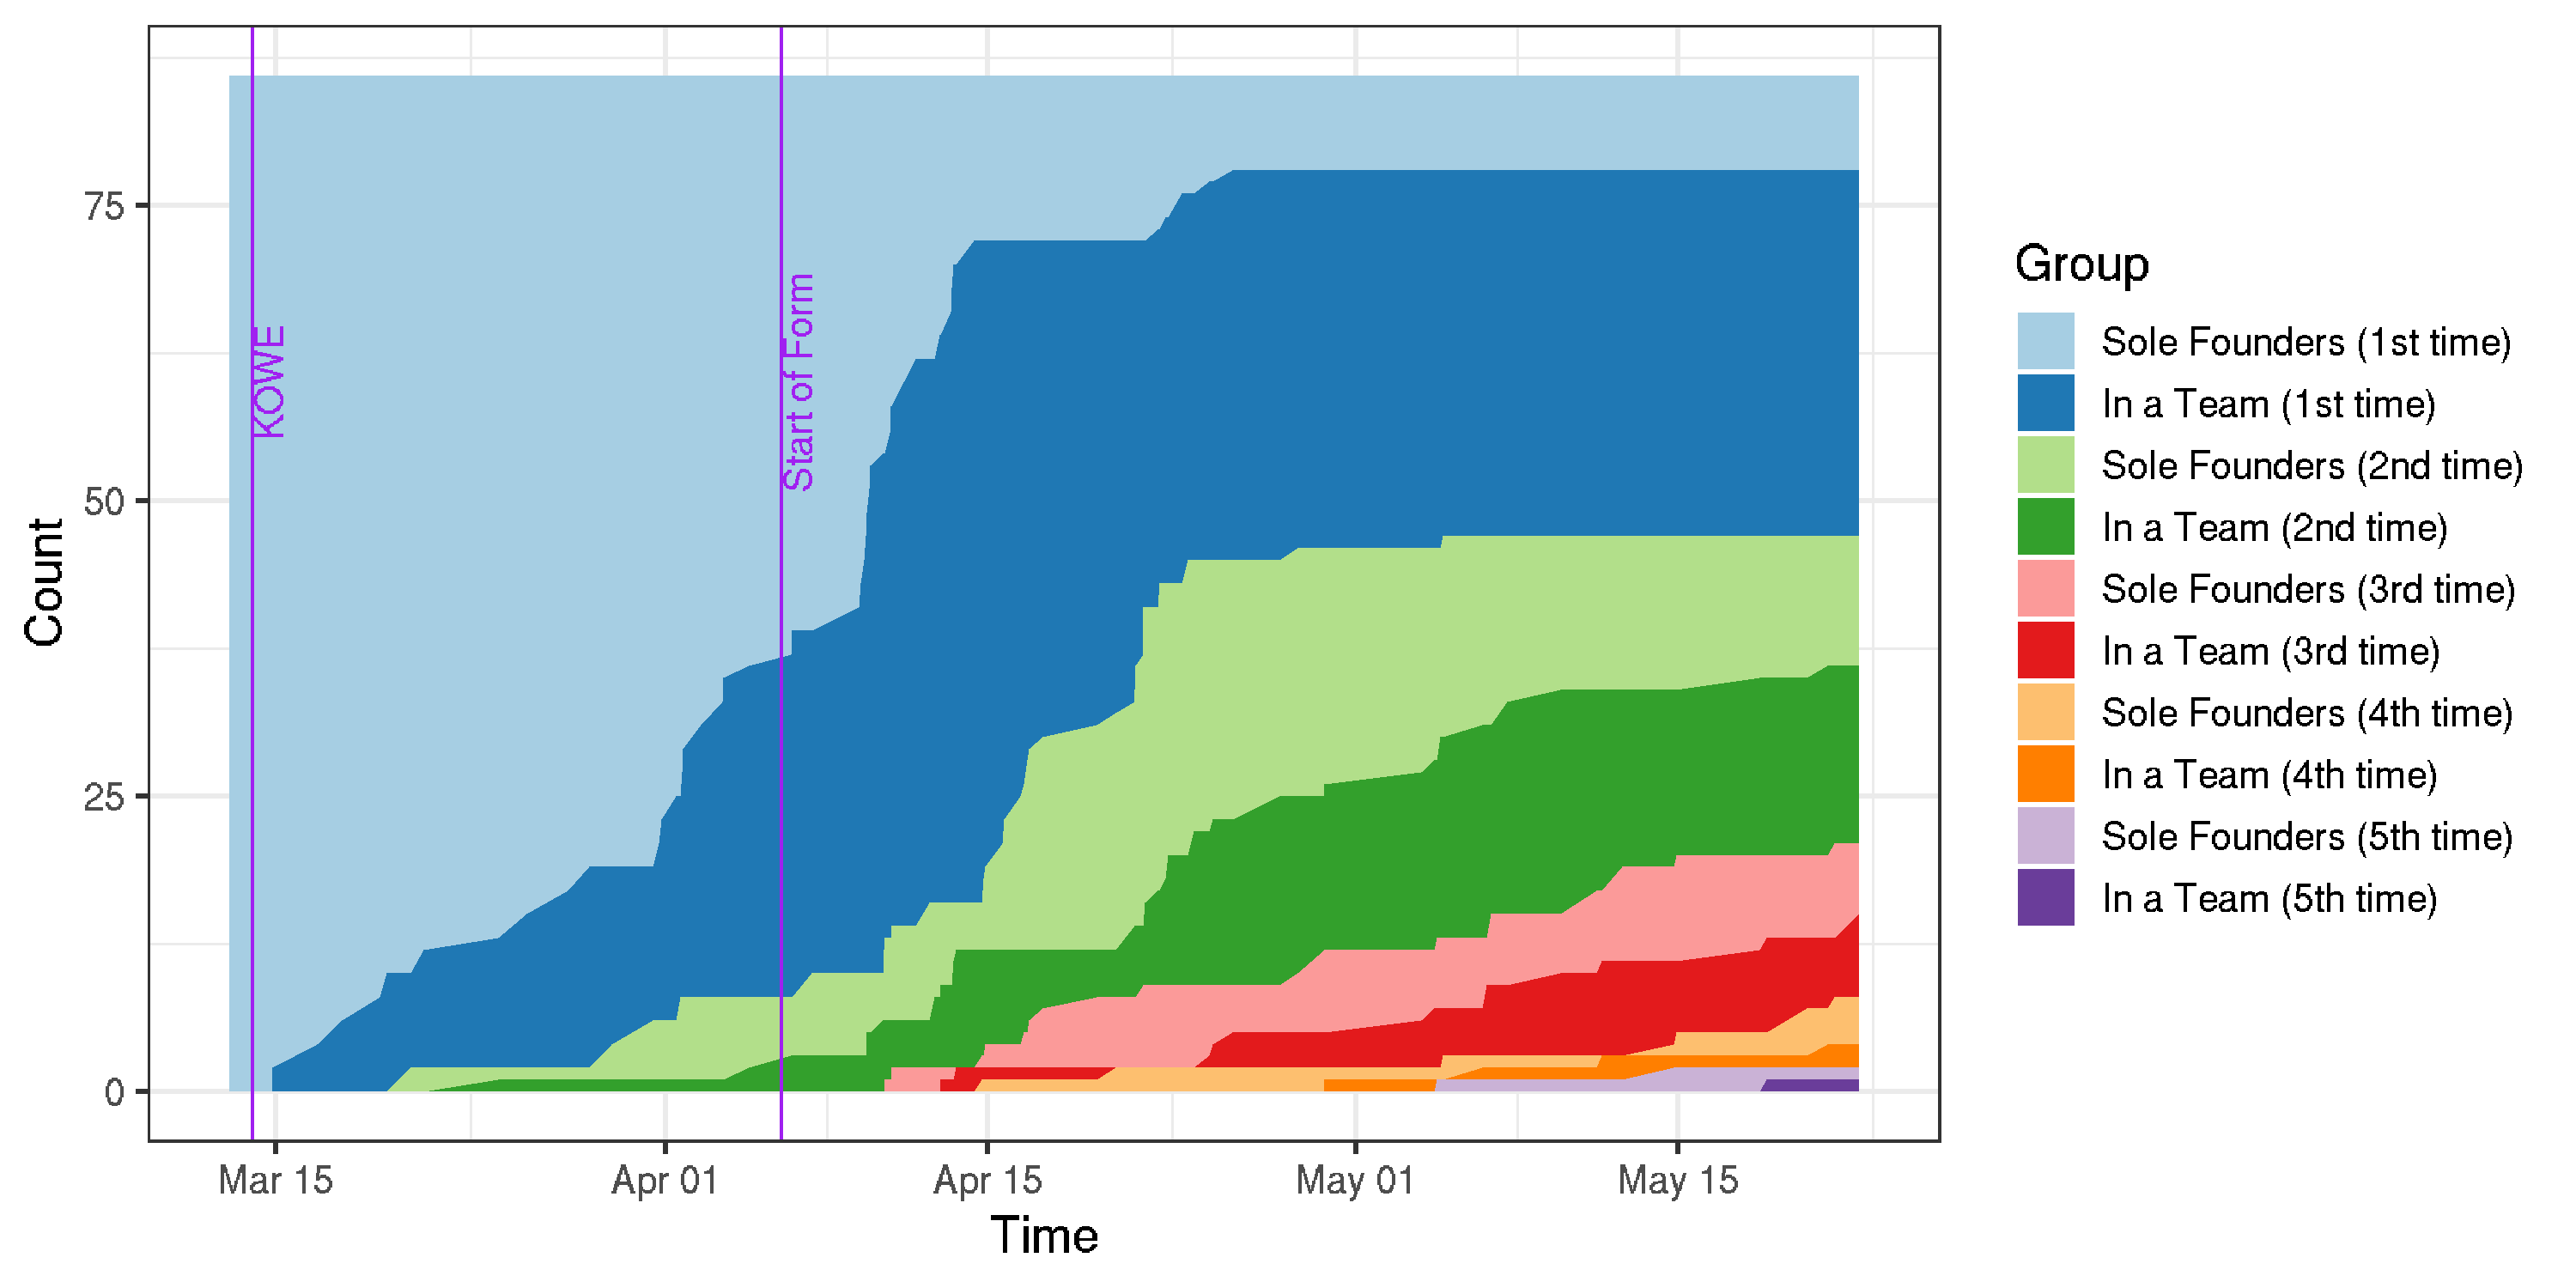 KOWE
Start of Form
75
50
25
0
Count
Mar 15
Apr 01
Apr 15
May 01
May 15
Time
Group
Sole Founders (1st time)
In a Team (1st time)
Sole Founders (2nd time)
In a Team (2nd time)
Sole Founders (3rd time)
In a Team (3rd time)
Sole Founders (4th time)
In a Team (4th time)
Sole Founders (5th time)
In a Team (5th time)